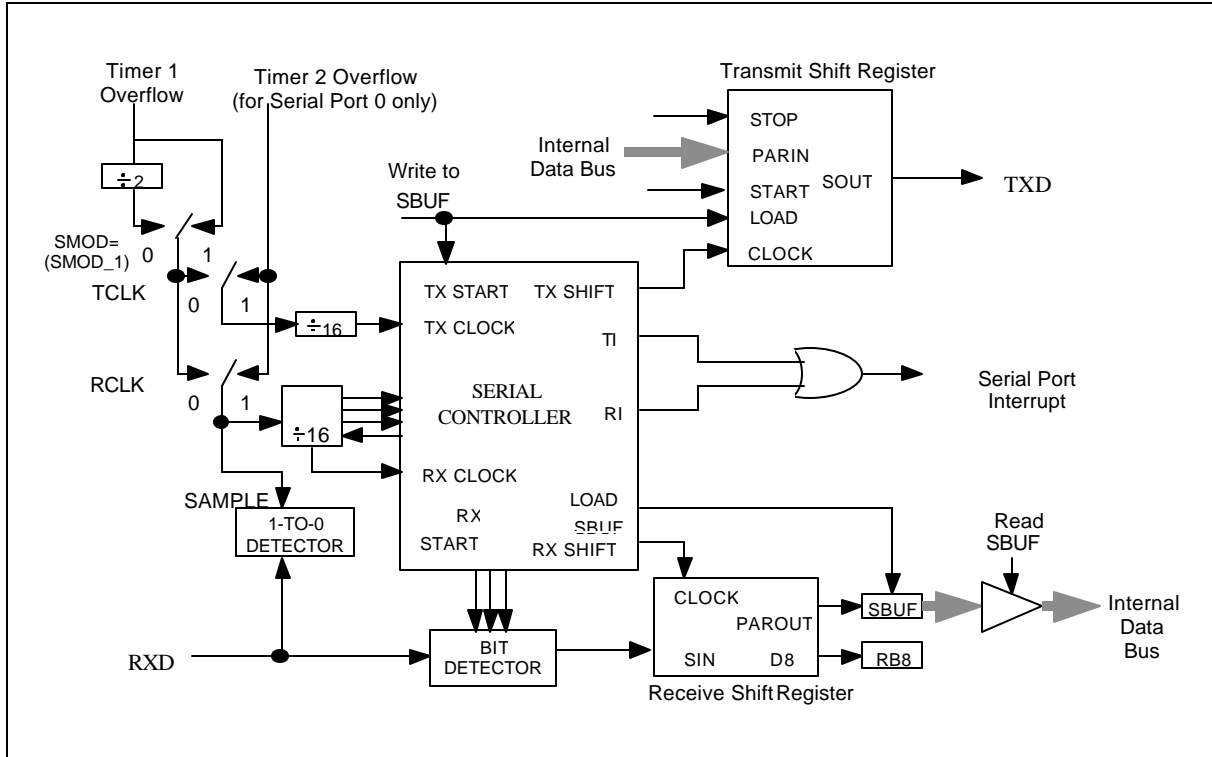 Timer 1
Overflow
Timer 2 Overflow
(for Serial Port 0 only)
÷2
SMOD=
(SMOD_1)
0
1
TCLK
0
1
÷16
RCLK
0
1
÷16
SAMPLE
1-TO-0
DETECTOR
RXD
Write to
SBUF
Internal
Data Bus
Transmit Shift Register
STOP
PARIN
START
SOUT
LOAD
CLOCK
TXD
TX START
TX SHIFT
TX CLOCK
TI
SERIAL
CONTROLLER
RI
RX CLOCK
LOAD
SBUF
RX
START
RX SHIFT
Serial Port
Interrupt
BIT
DETECTOR
CLOCK
PAROUT
SIN
D8
Receive Shift Register
SBUF
RB8
Read
SBUF
Internal
Data
Bus